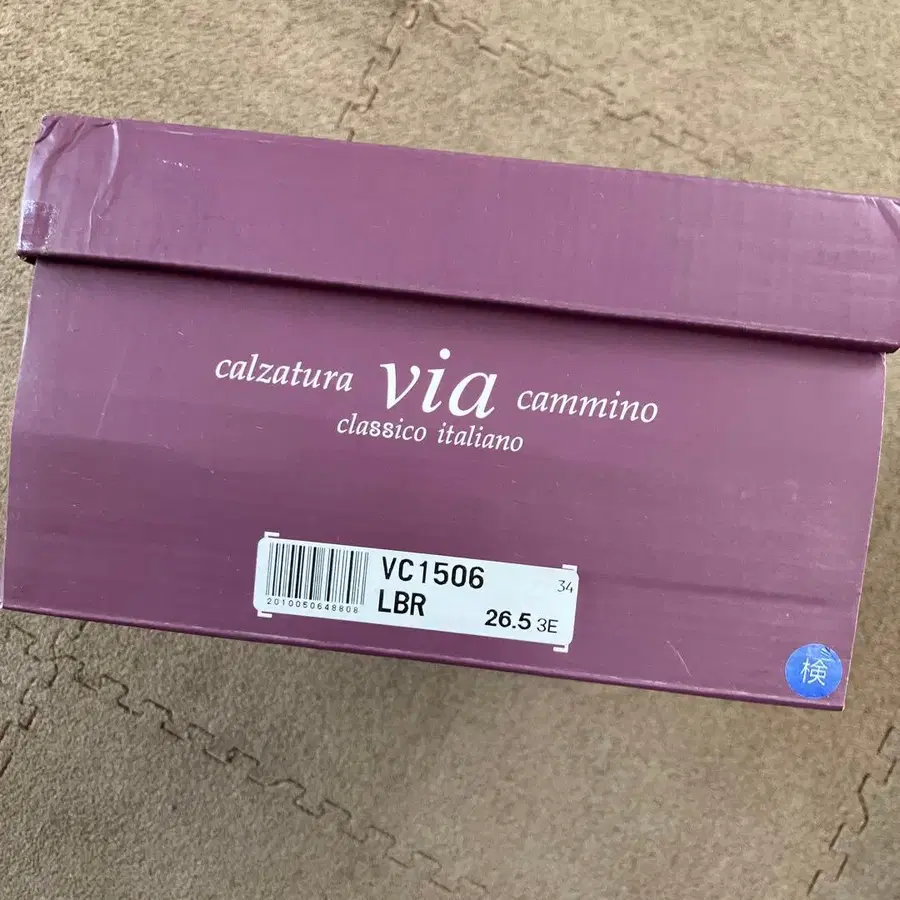 calzatura via cammino
classico italiano
VC1506 34
LBR 26.5 3E
2010050648808
検